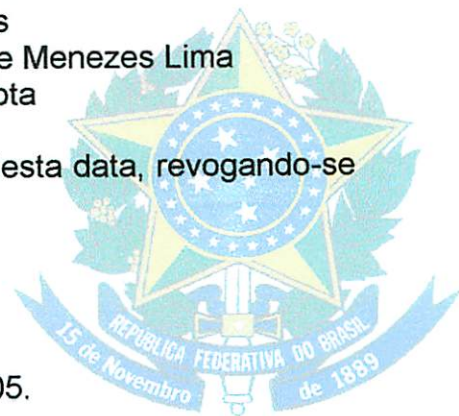 s
e Menezes Lima
ota
esta data, revogando-se
REPÚBLICA FEDERATIVA DO BRASIL
15 de Novembro de 1889
05.